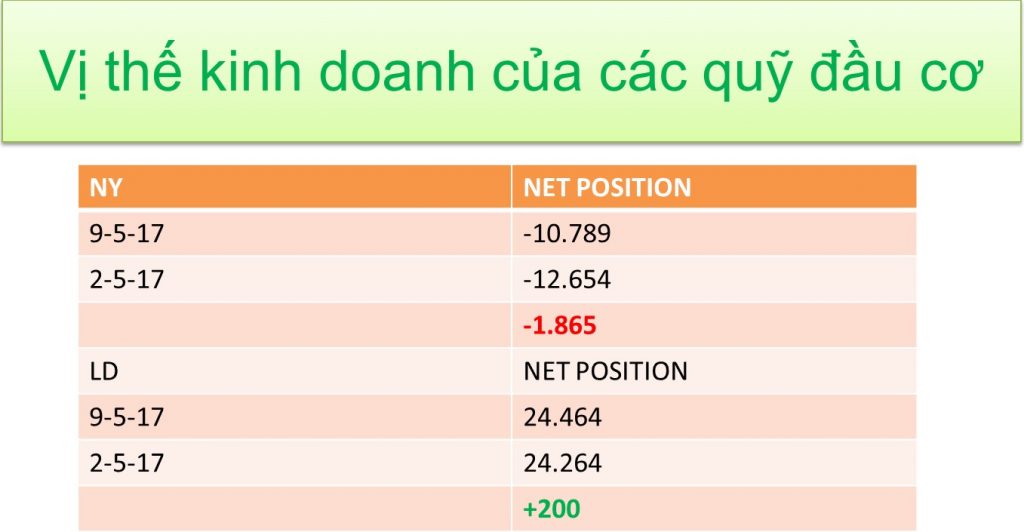 Vị thế kinh doanh của các quỹ đầu cơ
NY NET POSITION
9-5-17 -10.789
2-5-17 -12.654
-1.865
LD NET POSITION
9-5-17 24.464
2-5-17 24.264
+200